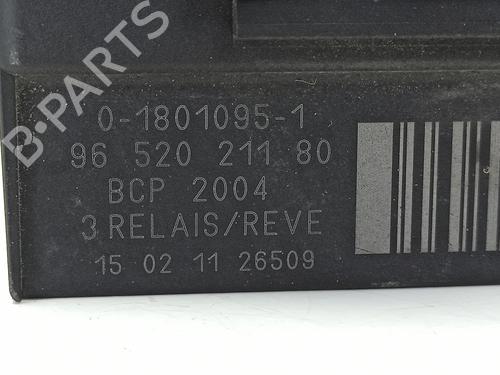 B-PARTS
0-1801095-1
96 520 211 80
BCP 2004
3 RELAIS/REVE
15 02 11 26509